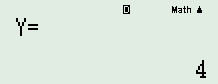 D Math ▲
Y=
4